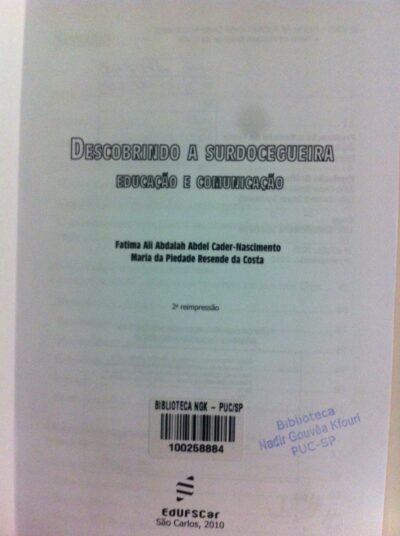 DESCOBRINDO A SURDOCEGUEIRA
EDUCAÇÃO E COMUNICAÇÃO
Fatima Ali Abdalah Abdel Cader-Nascimento
Maria da Piedade Resende da Costa
2ª reimpressão
BIBLIOTECA NGK - PUC/SP
100258884
Biblioteca
Nadir Gouvêa Kfouri
PUC-SP
EdUFSCar
São Carlos, 2010